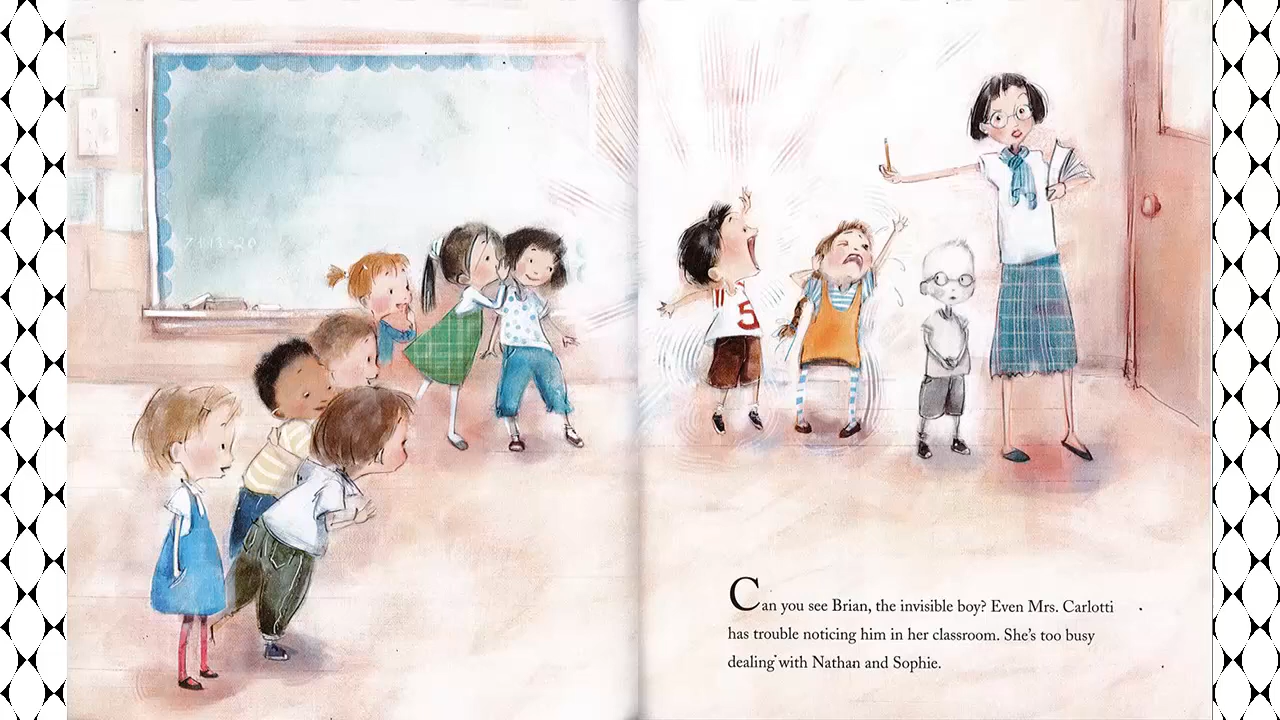 5
Can you see Brian, the invisible boy? Even Mrs. Carlotti
has trouble noticing him in her classroom. She's too busy
dealing with Nathan and Sophie.